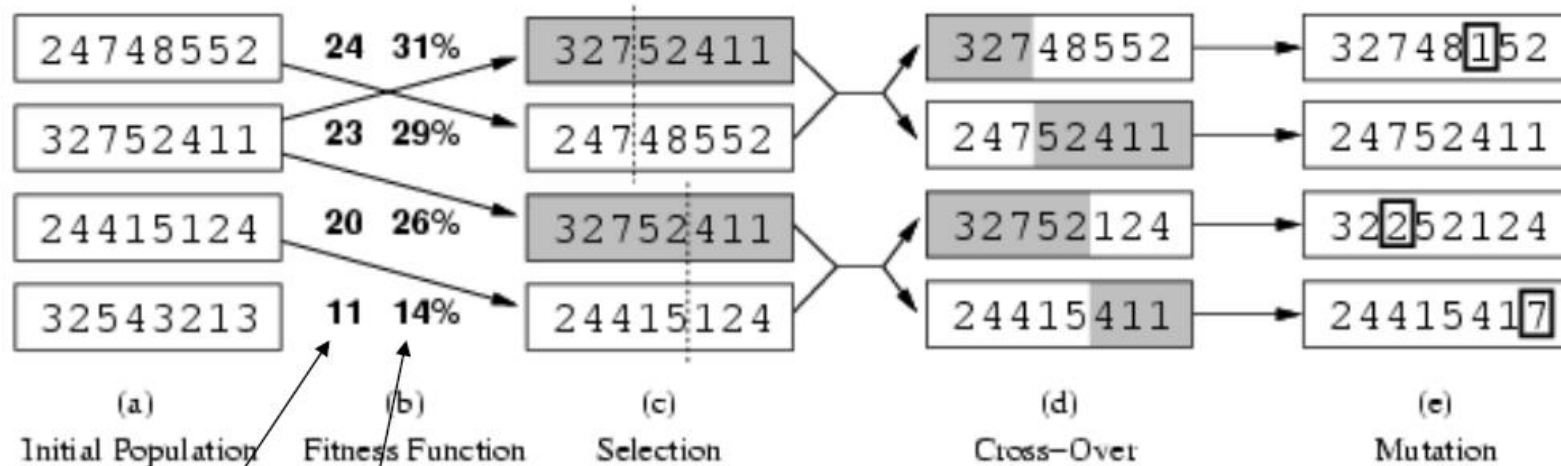 24748552 24 31% 32752411 32748552 32748152
32752411 23 29% 24748552 24752411 24752411
24415124 20 26% 32752411 32752124 32252124
32543213 11 14% 24415124 24415411 24415417
(a) (b) (c) (d) (e)
Initial Population Fitness Function Selection Cross-Over Mutation